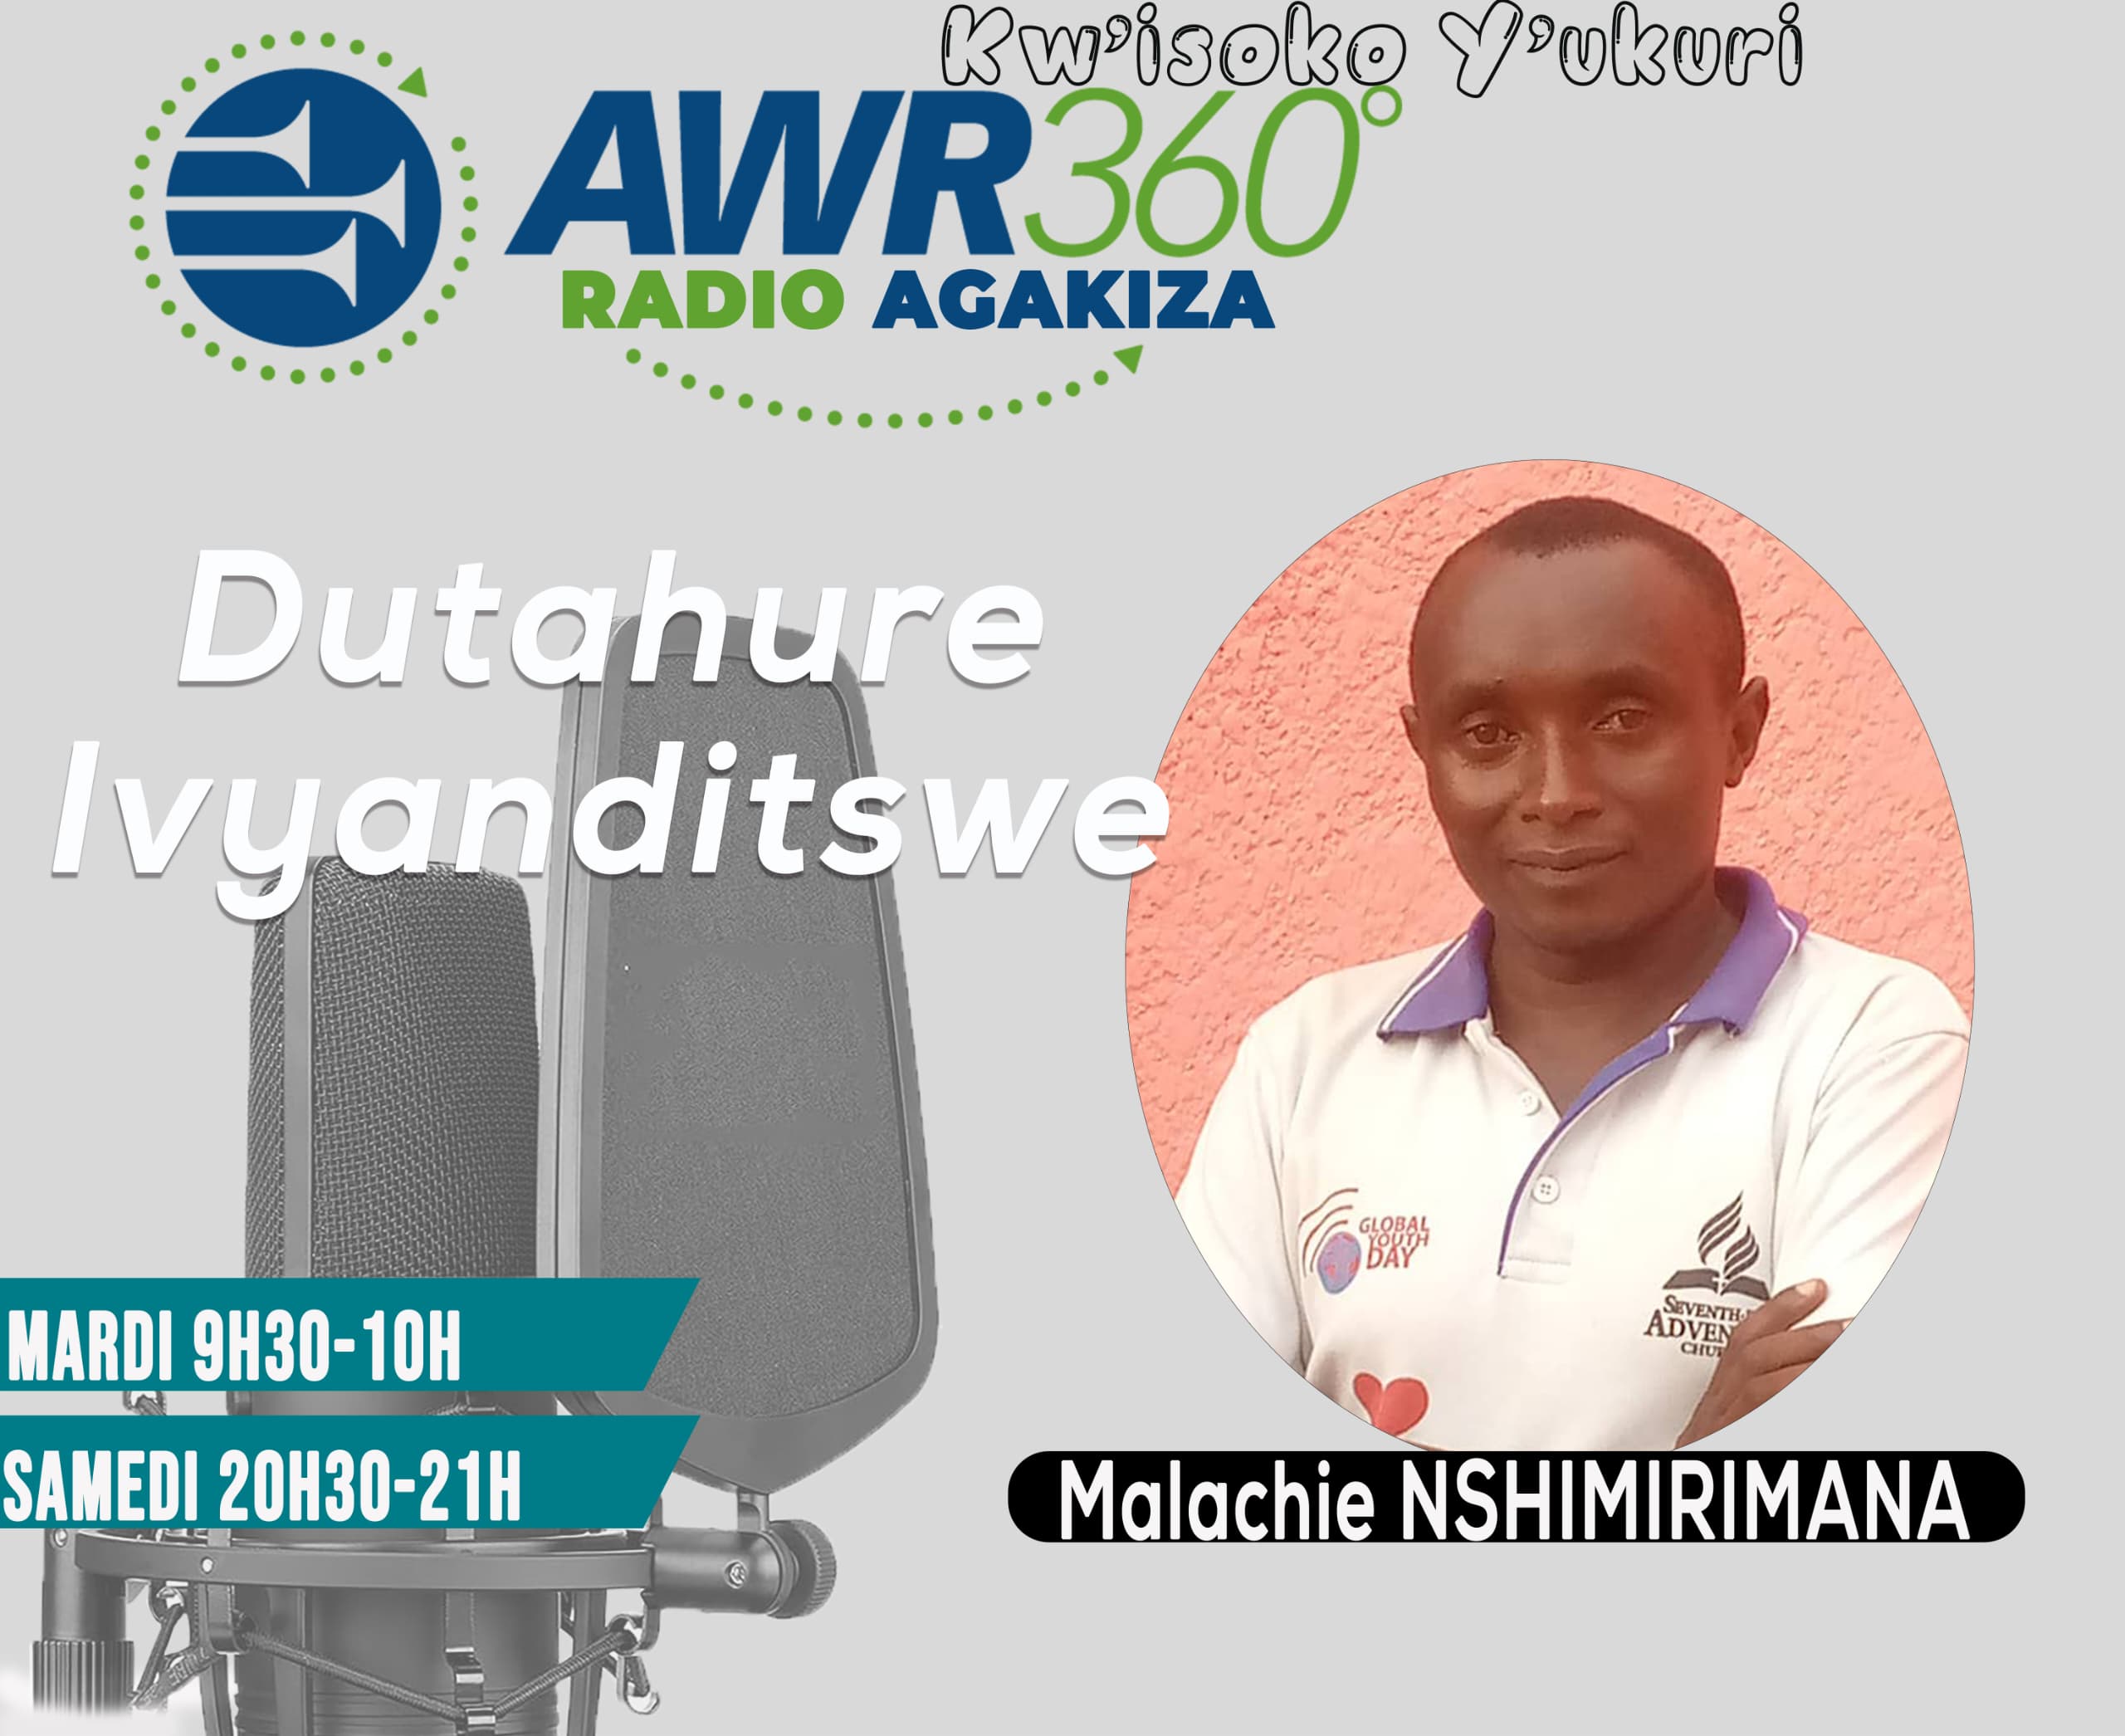 Kw'isoko Y'ukuri
AWR360°
RADIO AGAKIZA
Dutahure
Ivyanditswe
GLOBAL
YOUTH
DAY
MARDI 9H30-10H
SAMEDI 20H30-21H
Malachie NSHIMIRIMANA